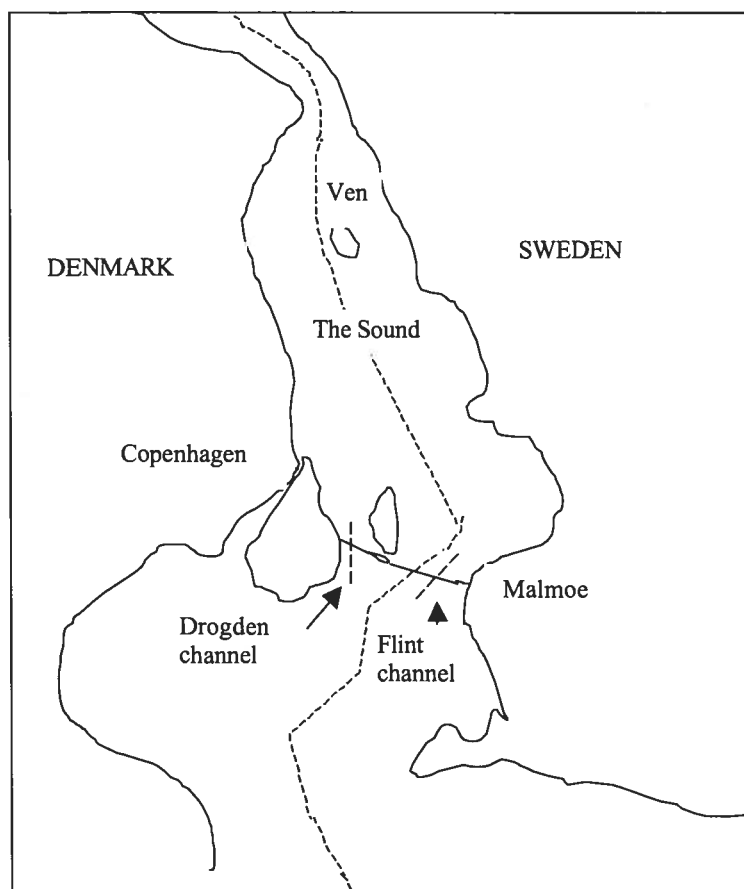 Ven
DENMARK
SWEDEN
The Sound
Copenhagen
Malmoe
Drogden
channel
Flint
channel